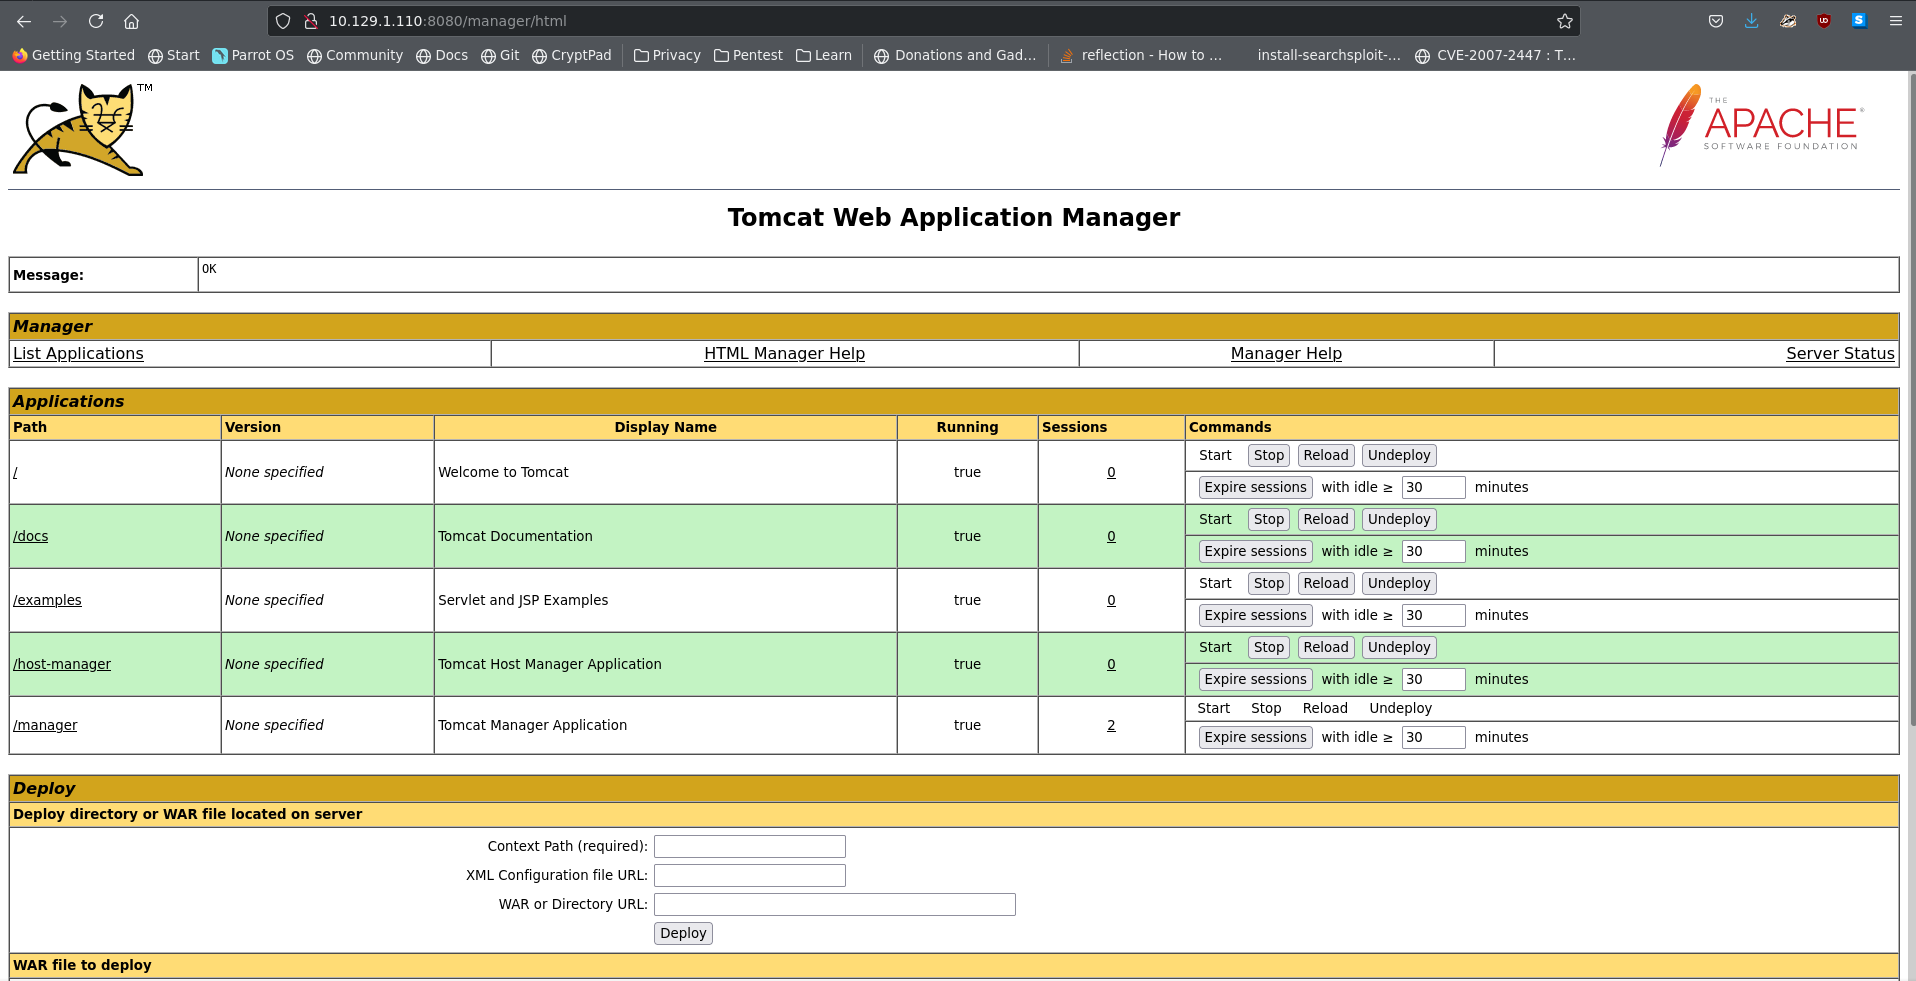 10.129.1.110:8080/manager/html
Getting Started Start Parrot OS Community Docs Git CryptPad Privacy Pentest Learn Donations and Gad… reflection - How to … install-searchsploit-… CVE-2007-2447 : T…
TM
THE
APACHE®
SOFTWARE FOUNDATION
Tomcat Web Application Manager
Message: OK
Manager
List Applications HTML Manager Help Manager Help Server Status
Applications
Path Version Display Name Running Sessions Commands
/ None specified Welcome to Tomcat true 0 Start Stop Reload Undeploy
Expire sessions with idle ≥ 30 minutes
/docs None specified Tomcat Documentation true 0 Start Stop Reload Undeploy
Expire sessions with idle ≥ 30 minutes
/examples None specified Servlet and JSP Examples true 0 Start Stop Reload Undeploy
Expire sessions with idle ≥ 30 minutes
/host-manager None specified Tomcat Host Manager Application true 0 Start Stop Reload Undeploy
Expire sessions with idle ≥ 30 minutes
/manager None specified Tomcat Manager Application true 2 Start Stop Reload Undeploy
Expire sessions with idle ≥ 30 minutes
Deploy
Deploy directory or WAR file located on server
Context Path (required):
XML Configuration file URL:
WAR or Directory URL:
Deploy
WAR file to deploy